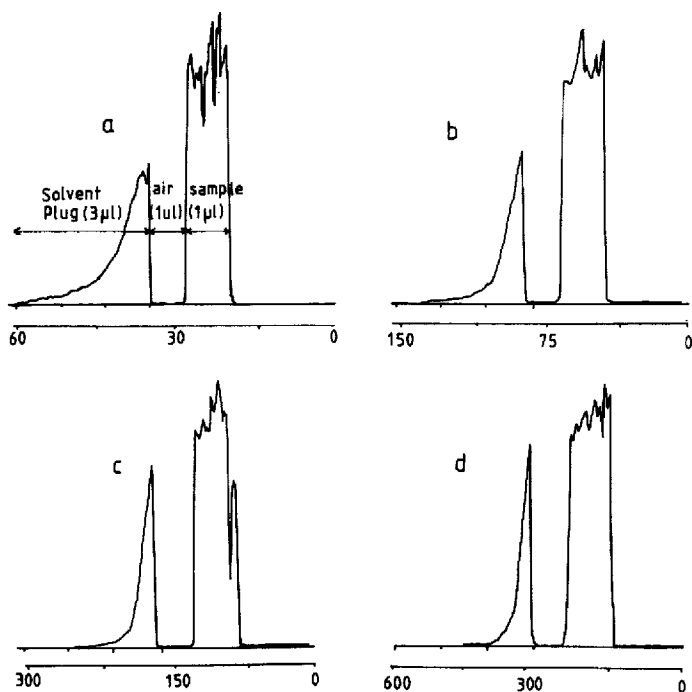 a
Solvent air sample
Plug (3µl) (1ul) (1µl)
60 30 0
b
150 75 0
c
300 150 0
d
600 300 0